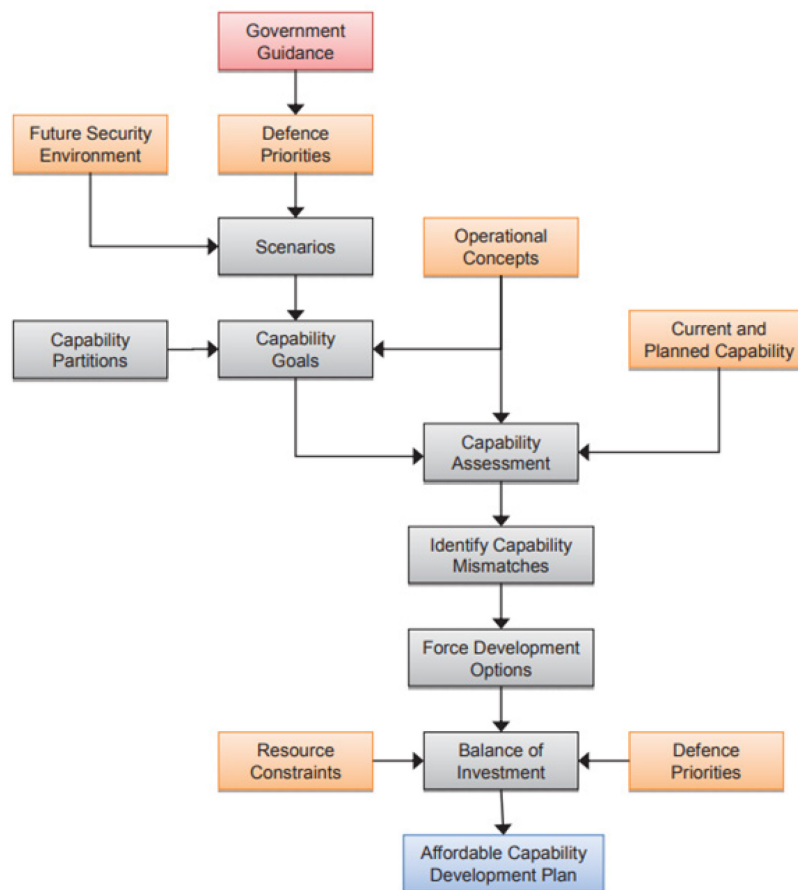 Government
Guidance
Future Security
Environment
Defence
Priorities
Scenarios
Operational
Concepts
Capability
Partitions
Capability
Goals
Current and
Planned Capability
Capability
Assessment
Identify Capability
Mismatches
Force Development
Options
Resource
Constraints
Balance of
Investment
Defence
Priorities
Affordable Capability
Development Plan